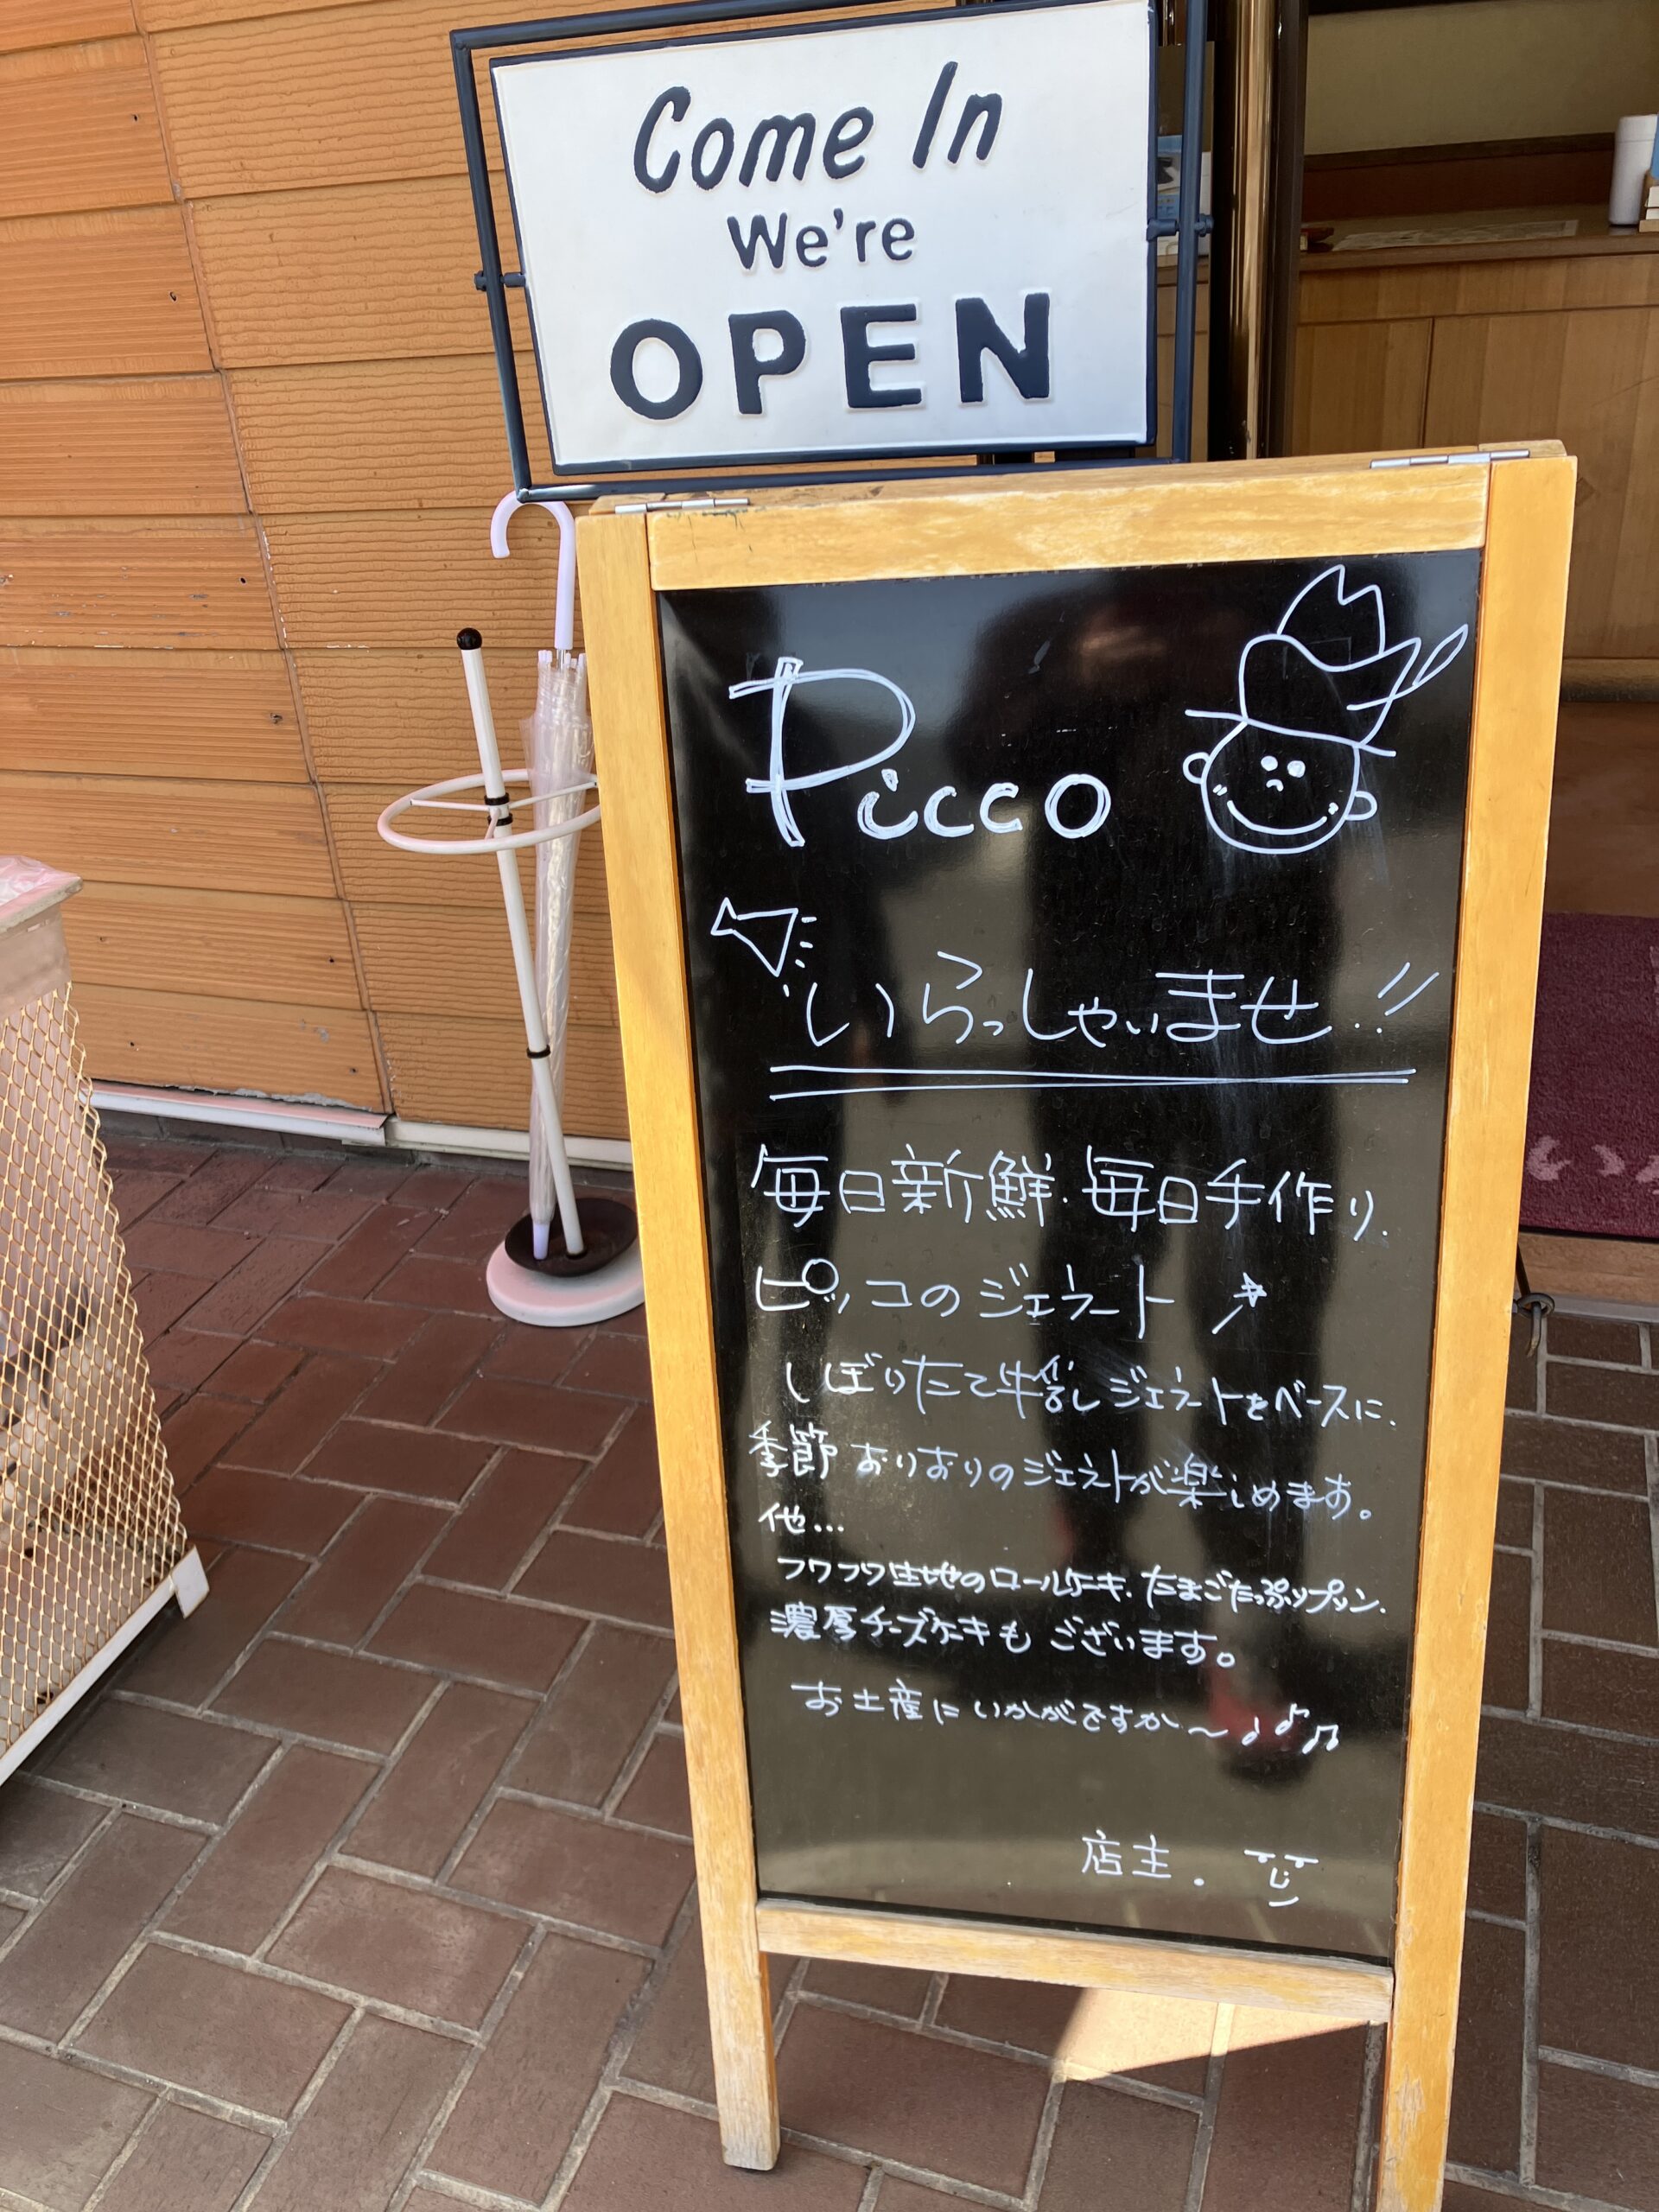 Come In
We're
OPEN
Picco
いらっしゃいませ!!
毎日新鮮.毎日手作り.
ピッコのジェラート
しぼりたて牛乳ジェラートをベースに.
季節おりおりのジェラートが楽しめます。
他...
フワフワ生地のロールケーキ.たまごたっぷりプリン.
濃厚チーズケーキもございます。
お土産にいかがですか〜♩♪♫
店主.